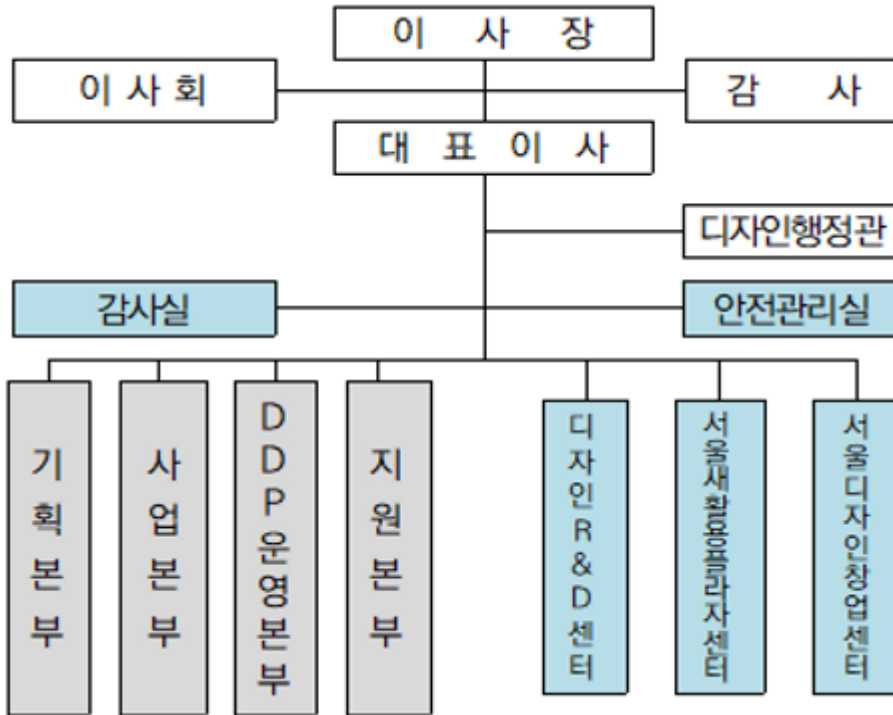 이 사 장
이 사 회
감 사
대 표 이 사
디자인행정관
감사실
안전관리실
기획본부
사업본부
DDP운영본부
지원본부
디자인R&D센터
서울새활용플라자센터
서울디자인창업센터